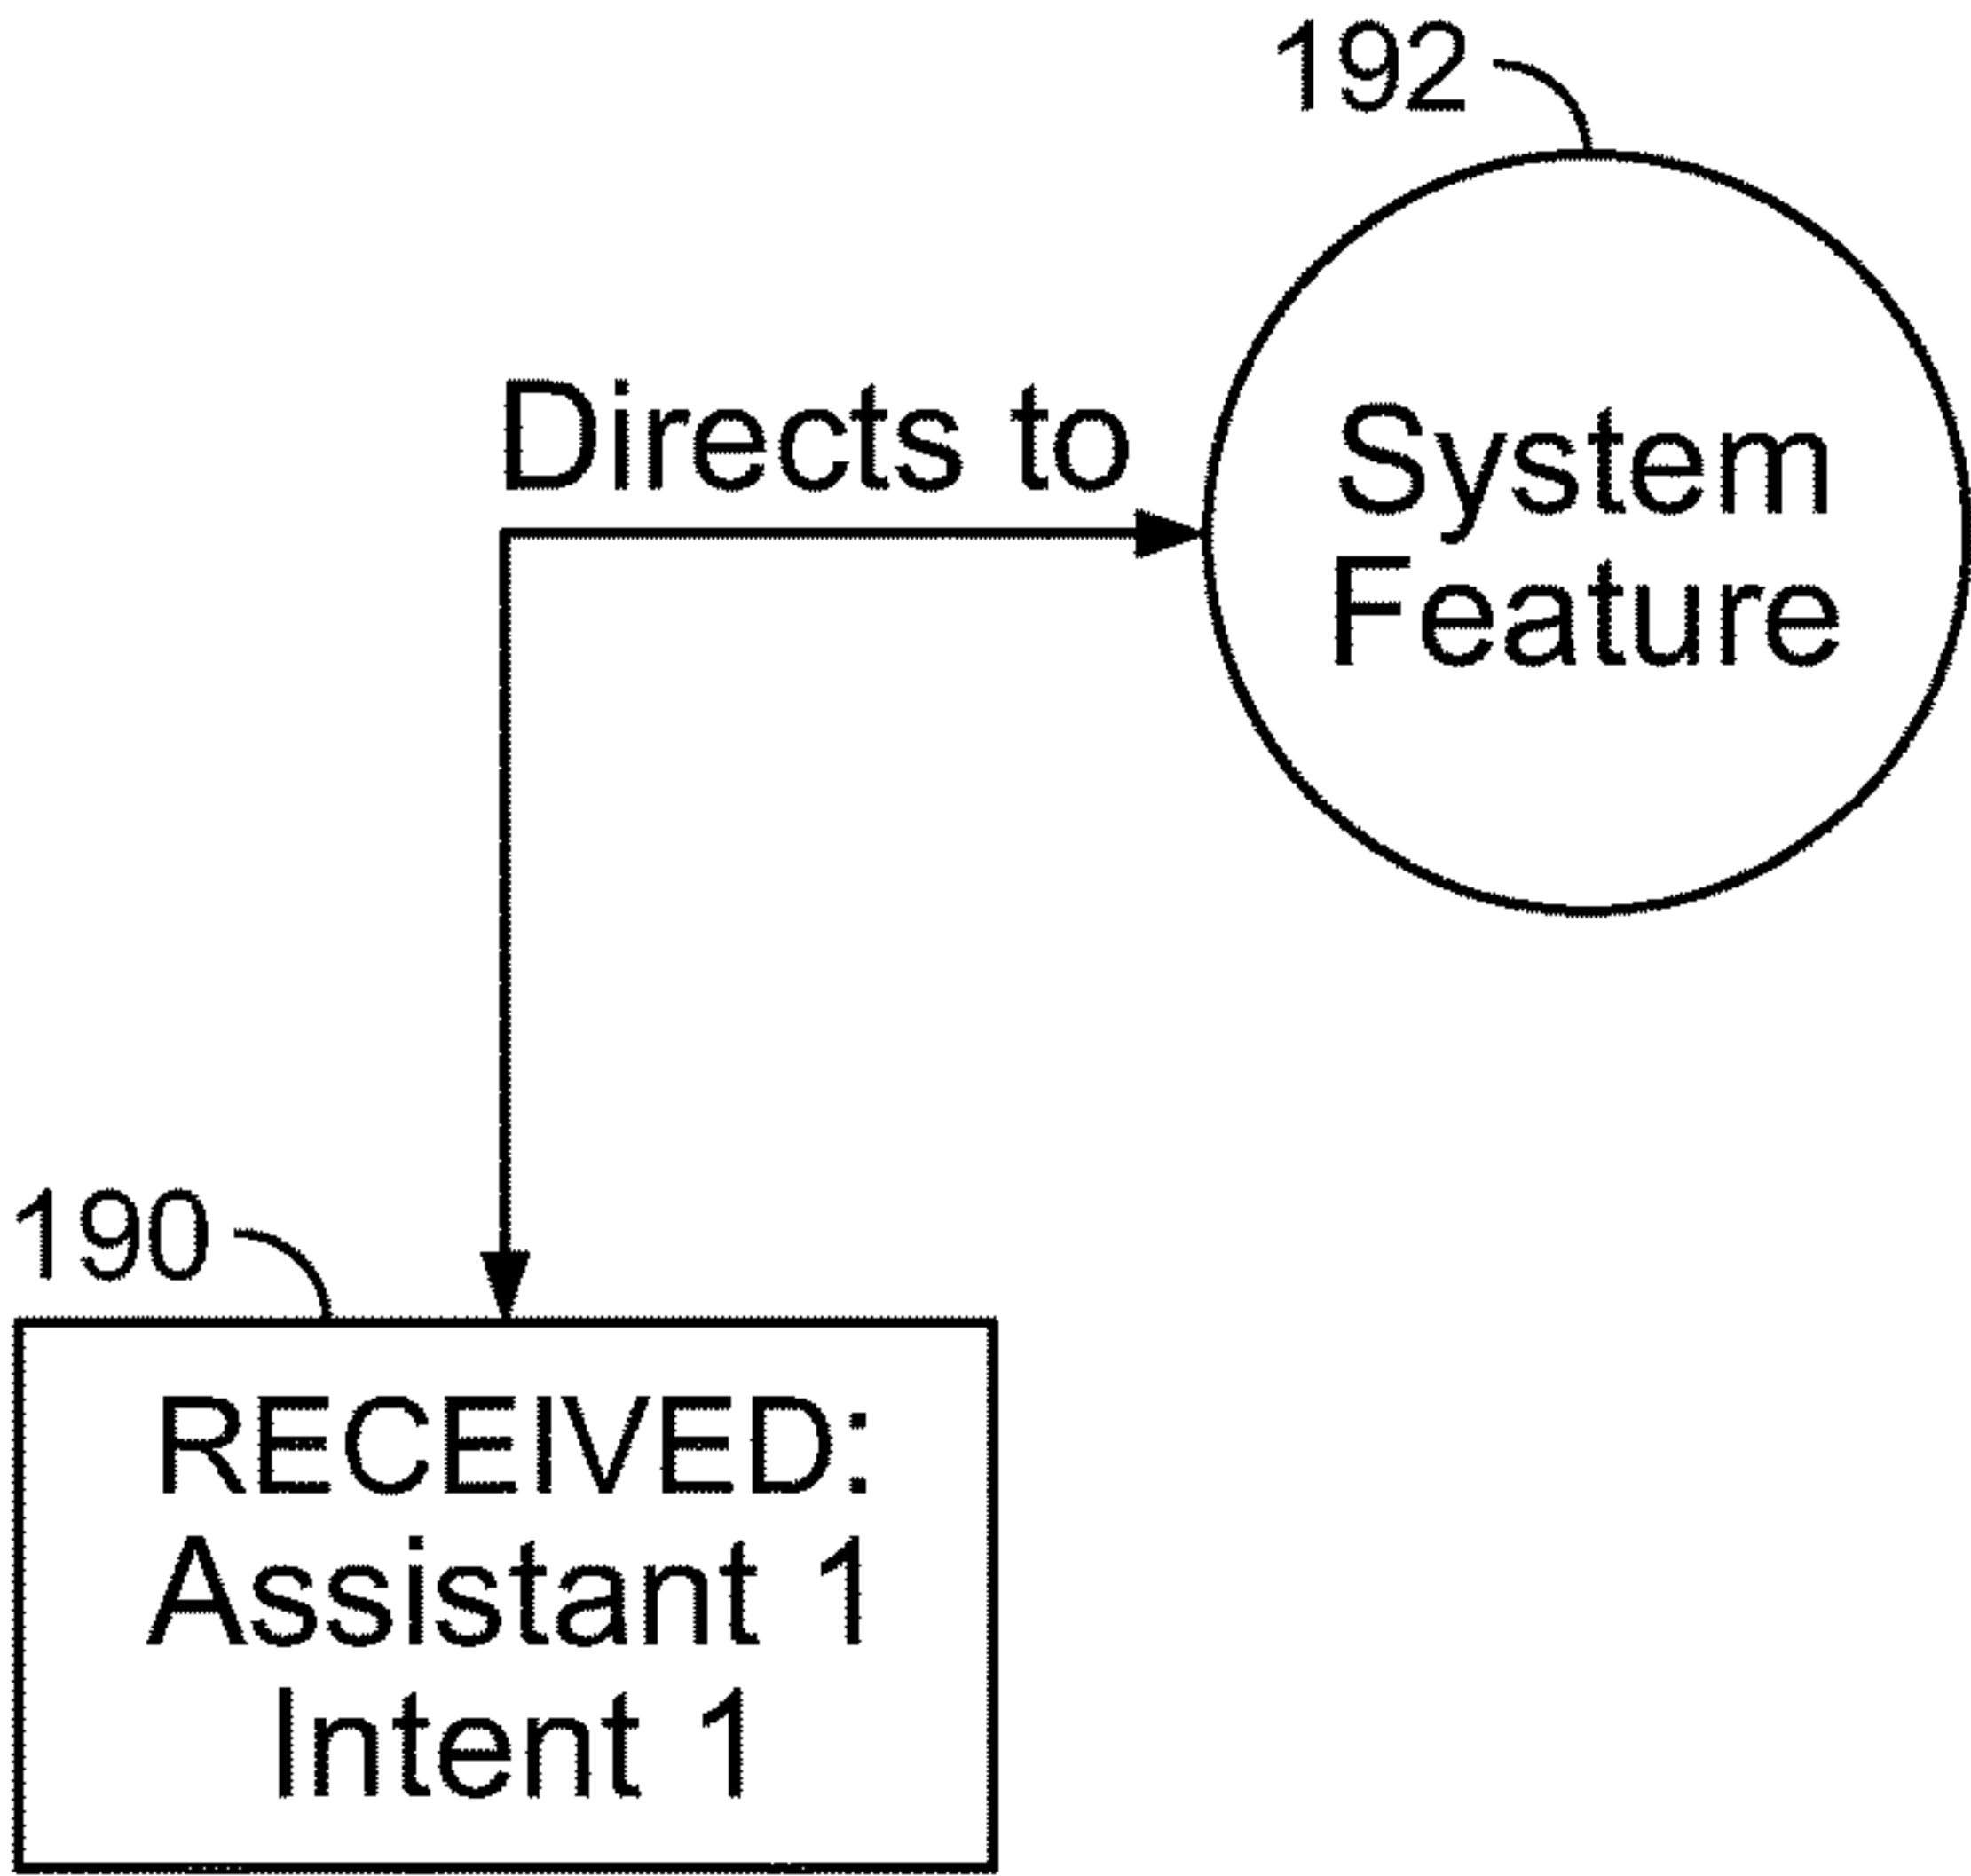 192
Directs to
System
Feature
190
RECEIVED:
Assistant 1
Intent 1